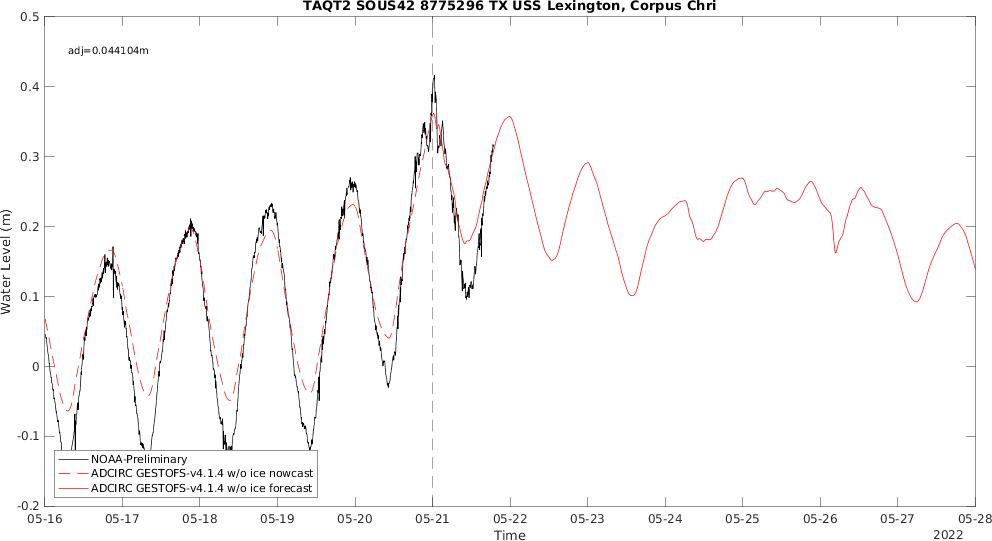 TAQT2 SOUS42 8775296 TX USS Lexington, Corpus Chri
adj=0.044104m
0.5
0.4
0.3
0.2
0.1
0
-0.1
-0.2
Water Level (m)
NOAA-Preliminary
ADCIRC GESTOFS-v4.1.4 w/o ice nowcast
ADCIRC GESTOFS-v4.1.4 w/o ice forecast
05-16 05-17 05-18 05-19 05-20 05-21 05-22 05-23 05-24 05-25 05-26 05-27 05-28
Time
2022